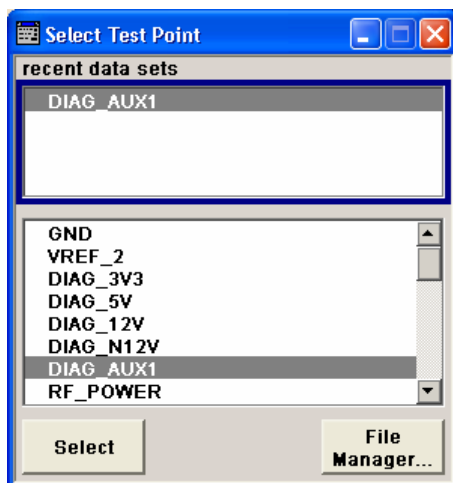 Select Test Point
recent data sets
DIAG_AUX1
GND
VREF_2
DIAG_3V3
DIAG_5V
DIAG_12V
DIAG_N12V
DIAG_AUX1
RF_POWER
Select
File
Manager...